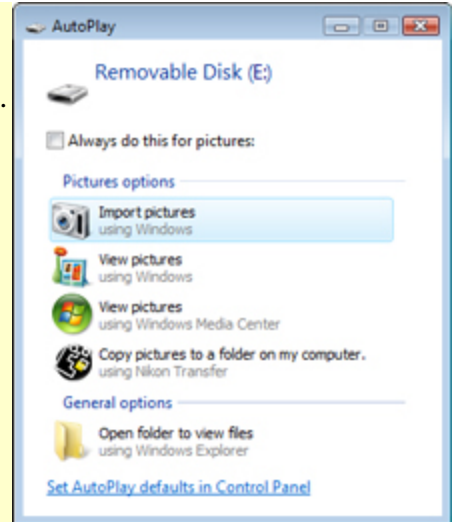 AutoPlay
Removable Disk (E:)
.
Always do this for pictures:
Pictures options
Import pictures
using Windows
View pictures
using Windows
View pictures
using Windows Media Center
Copy pictures to a folder on my computer.
using Nikon Transfer
General options
Open folder to view files
using Windows Explorer
Set AutoPlay defaults in Control Panel